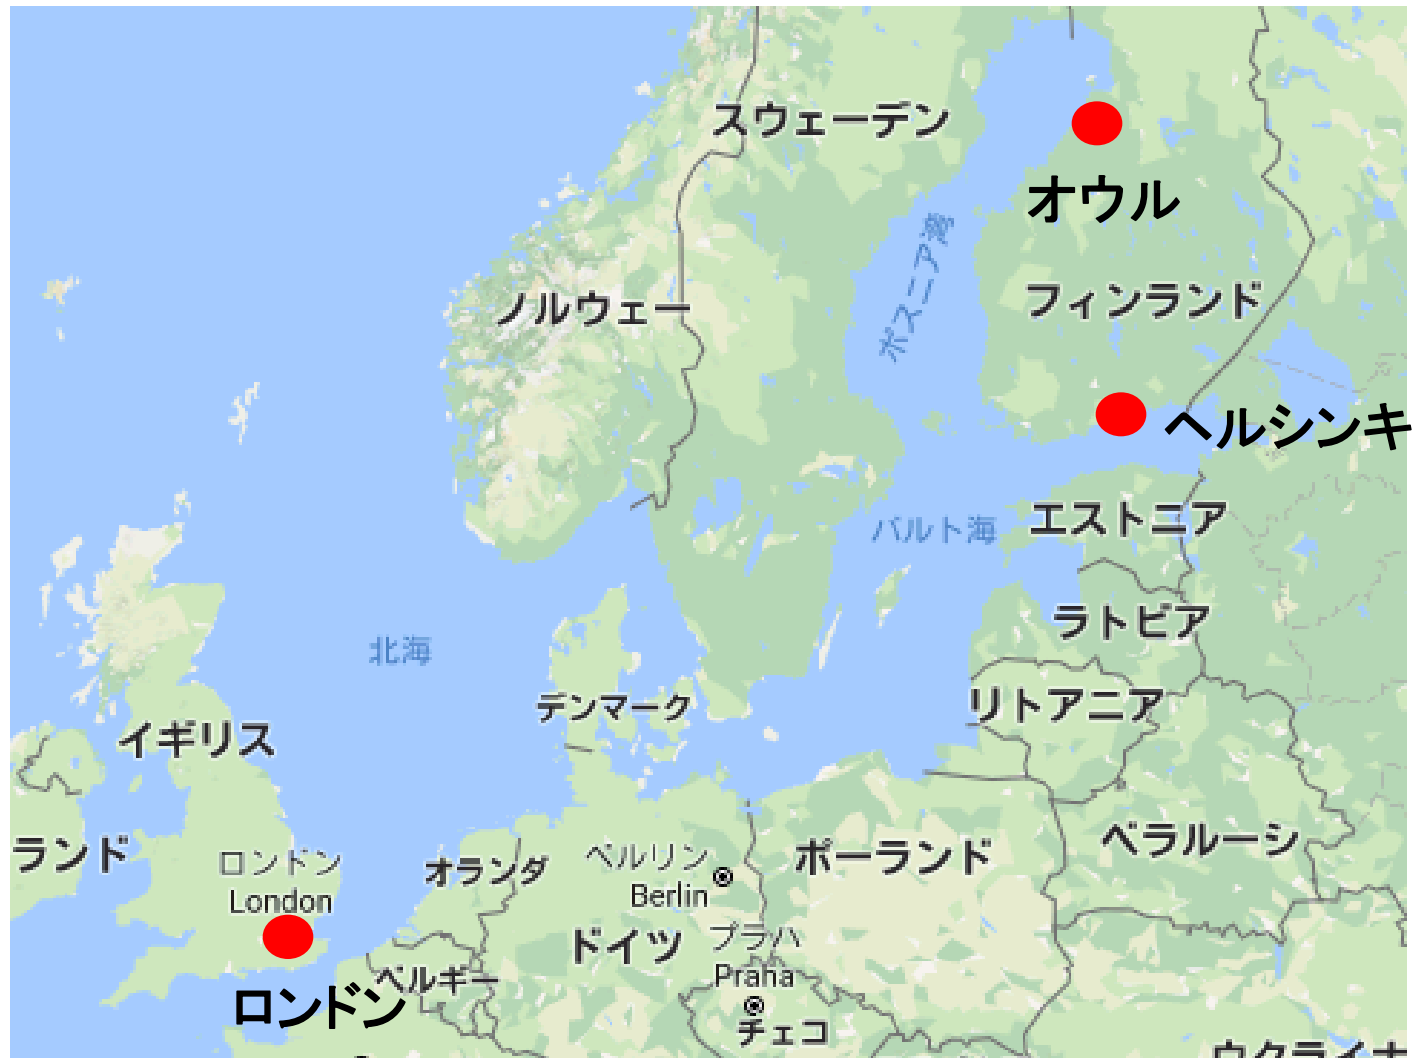 スウェーデン
オウル
ボスニア湾
フィンランド
ノルウェー
ヘルシンキ
エストニア
バルト海
ラトビア
北海
リトアニア
デンマーク
イギリス
ベラルーシ
ランド
ロンドン
London
オランダ
ベルリン
Berlin
ポーランド
ドイツ
プラハ
Praha
ベルギー
ロンドン
チェコ
ウクライナ